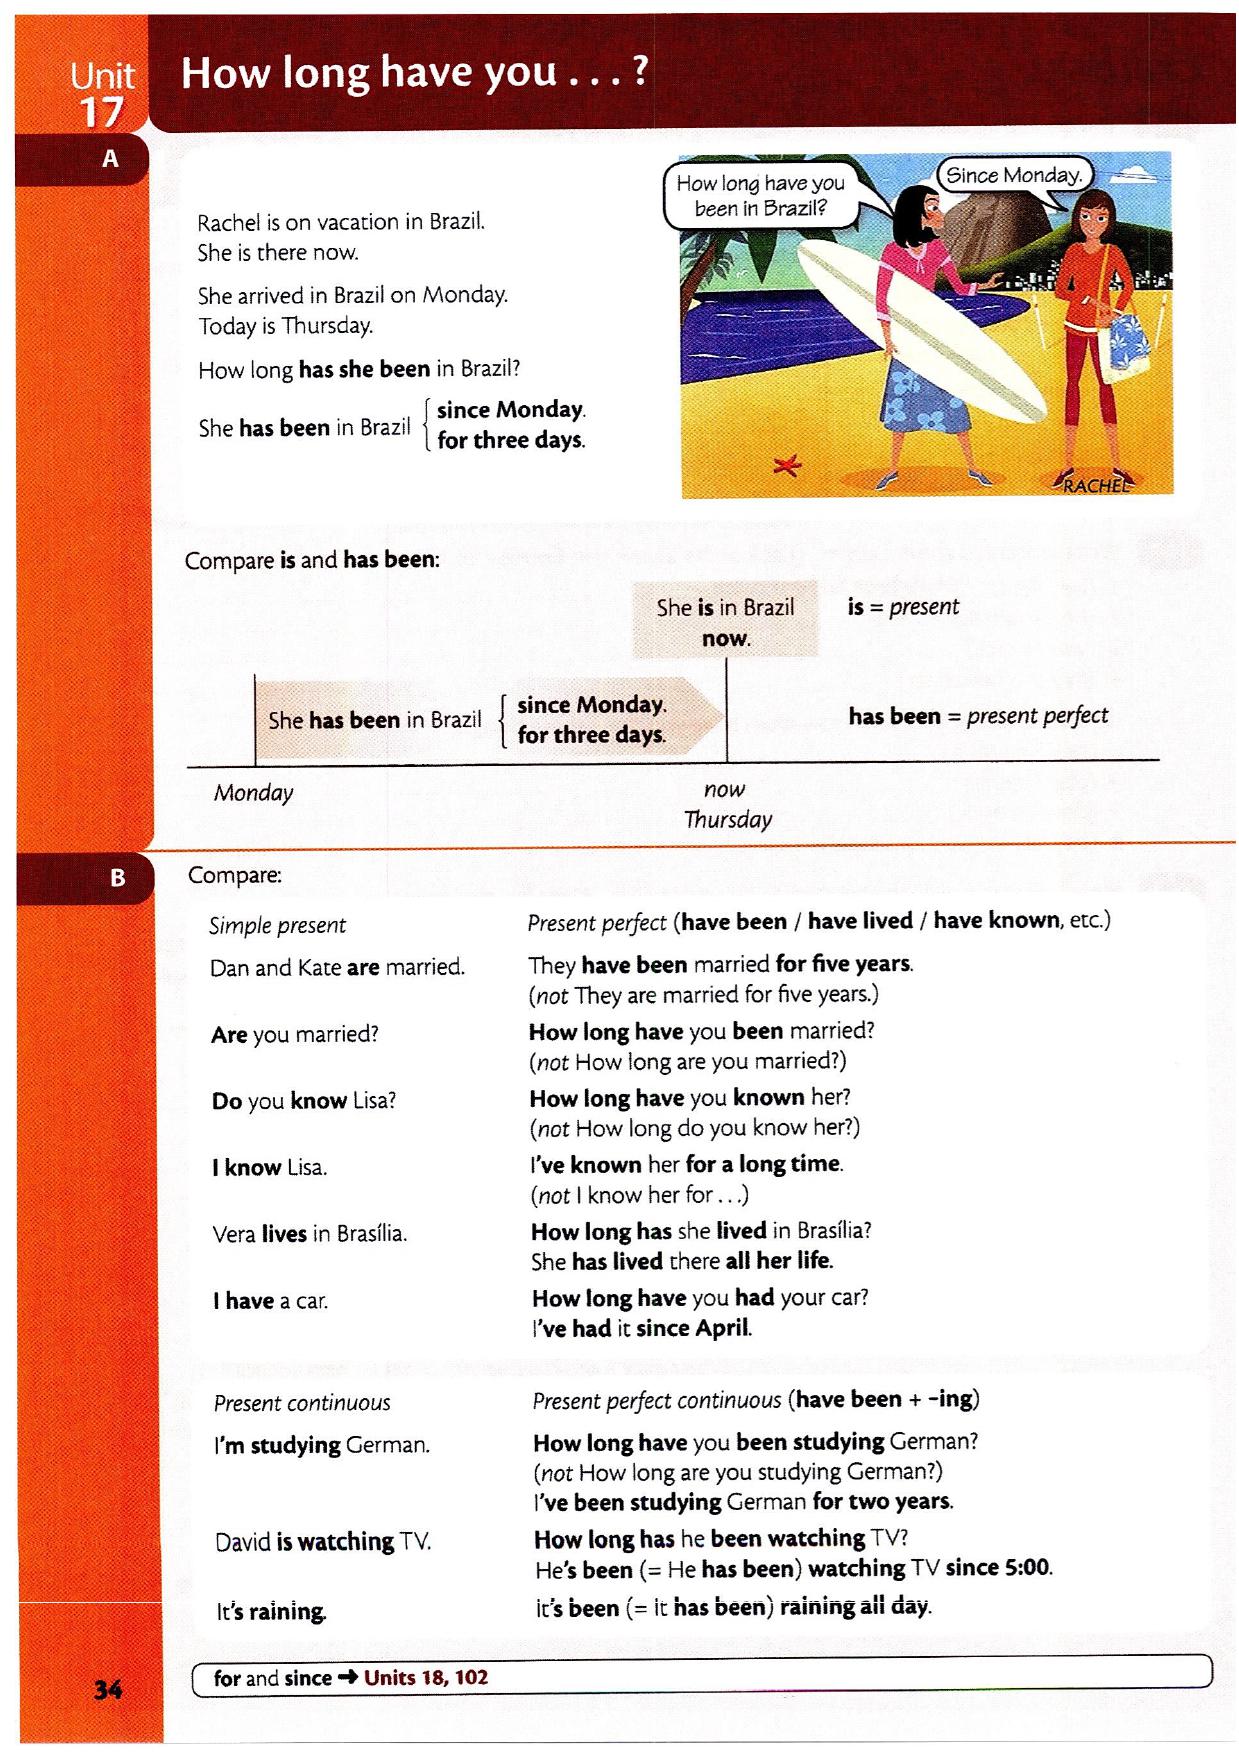 Unit
17
How long have you . . . ?
A
Rachel is on vacation in Brazil.
She is there now.
She arrived in Brazil on Monday.
Today is Thursday.
How long has she been in Brazil?
She has been in Brazil { since Monday.
for three days.
How long have you
been in Brazil?
Since Monday.
RACHEL
Compare is and has been:
She is in Brazil
now.
is = present
She has been in Brazil { since Monday.
for three days.
has been = present perfect
Monday
now
Thursday
B
Compare:
Simple present
Present perfect (have been / have lived / have known, etc.)
Dan and Kate are married.
They have been married for five years.
(not They are married for five years.)
Are you married?
How long have you been married?
(not How long are you married?)
Do you know Lisa?
How long have you known her?
(not How long do you know her?)
I know Lisa.
I've known her for a long time.
(not I know her for . . .)
Vera lives in Brasília.
How long has she lived in Brasília?
She has lived there all her life.
I have a car.
How long have you had your car?
I've had it since April.
Present continuous
Present perfect continuous (have been + -ing)
I'm studying German.
How long have you been studying German?
(not How long are you studying German?)
I've been studying German for two years.
David is watching TV.
How long has he been watching TV?
He's been (= He has been) watching TV since 5:00.
It's raining.
It's been (= it has been) raining all day.
for and since ➔ Units 18, 102
34